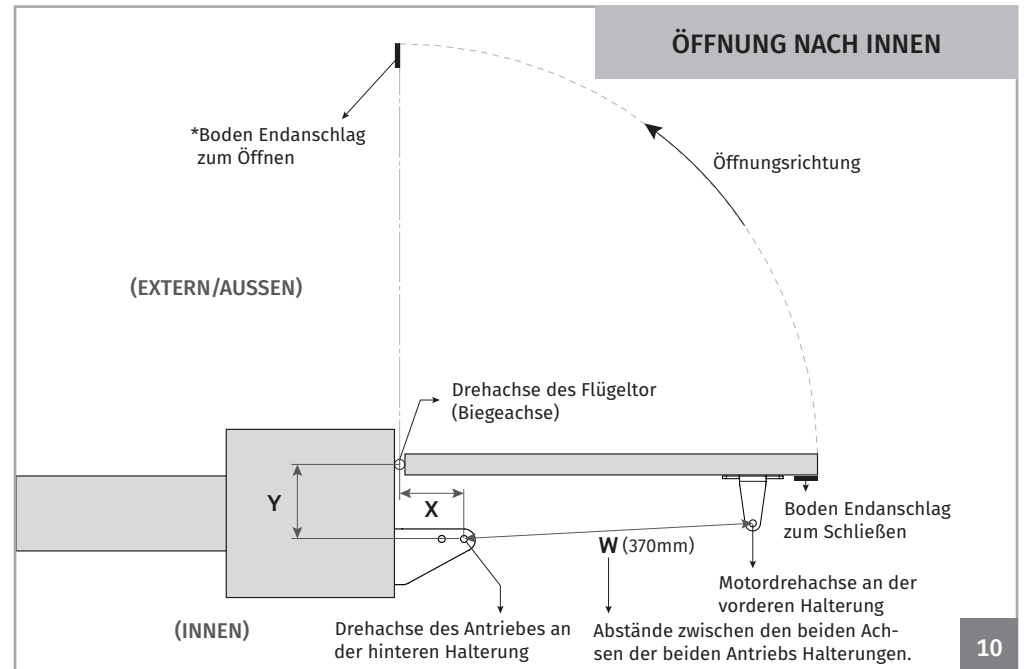 ÖFFNUNG NACH INNEN
*Boden Endanschlag
zum Öffnen
Öffnungsrichtung
(EXTERN/AUSSEN)
Drehachse des Flügeltor
(Biegeachse)
Y
X
W (370mm)
Boden Endanschlag
zum Schließen
Motordrehachse an der
vorderen Halterung
(INNEN)
Drehachse des Antriebes an
der hinteren Halterung
Abstände zwischen den beiden Ach-
sen der beiden Antriebs Halterungen.
10